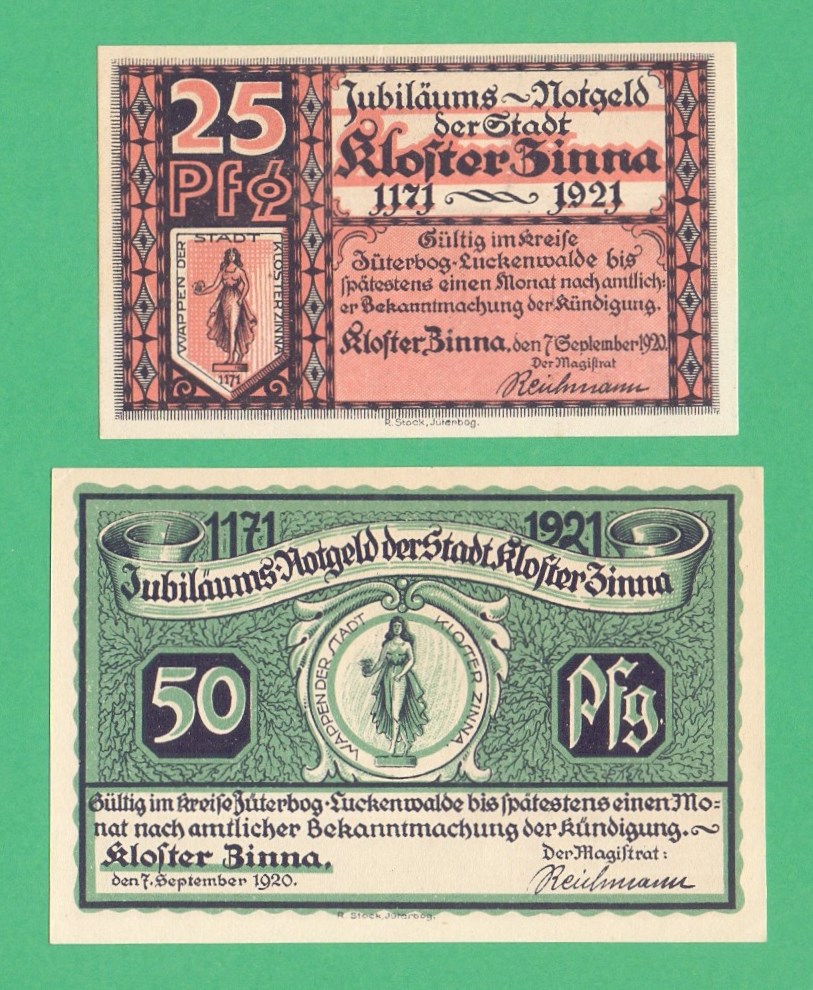 25
Pfg
WAPPEN DER STADT KLOSTER ZINNA
1171
Jubiläums~Notgeld
der Stadt
Kloster Zinna
1171 ~ 1921
Gültig im Kreise
Jüterbog-Luckenwalde bis
spätestens einen Monat nach amtlich=
er Bekanntmachung der Kündigung.
Kloster Zinna, den 7 September 1920.
Der Magistrat
Reichmann
R. Stock, Jüterbog.
1171 1921
Jubiläums-Notgeld der Stadt Kloster Zinna
WAPPEN DER STADT KLOSTER ZINNA
50 Pfg
Gültig im Kreise Jüterbog-Luckenwalde bis spätestens einen Mo=
nat nach amtlicher Bekanntmachung der Kündigung.~
Kloster Zinna,
den 7. September 1920.
Der Magistrat:
Reichmann
R. Stock, Jüterbog.